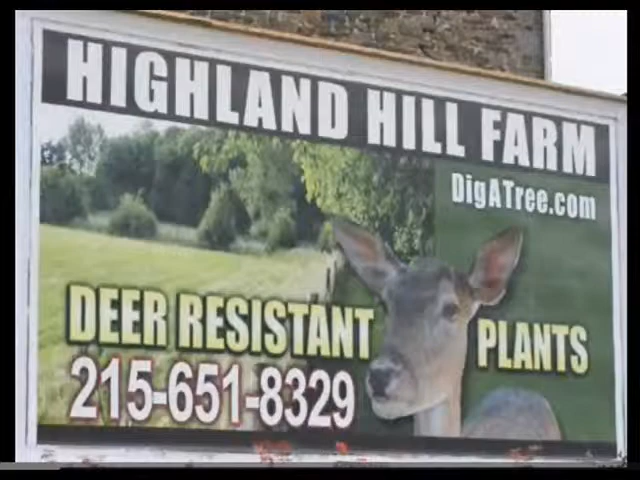 HIGHLAND HILL FARM
DigATree.com
DEER RESISTANT PLANTS
215-651-8329